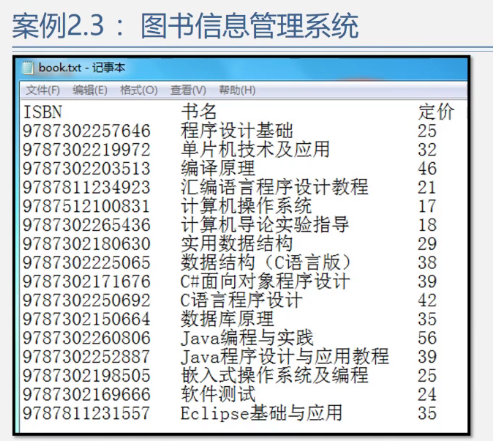 案例2.3 ：图书信息管理系统
book.txt - 记事本
文件(F) 编辑(E) 格式(O) 查看(V) 帮助(H)
ISBN 书名 定价
9787302257646 程序设计基础 25
9787302219972 单片机技术及应用 32
9787302203513 编译原理 46
9787811234923 汇编语言程序设计教程 21
9787512100831 计算机操作系统 17
9787302265436 计算机导论实验指导 18
9787302180630 实用数据结构 29
9787302225065 数据结构（C语言版） 38
9787302171676 C#面向对象程序设计 39
9787302250692 C语言程序设计 42
9787302150664 数据库原理 35
9787302260806 Java编程与实践 56
9787302252887 Java程序设计与应用教程 39
9787302198505 嵌入式操作系统及编程 25
9787302169666 软件测试 24
9787811231557 Eclipse基础与应用 35